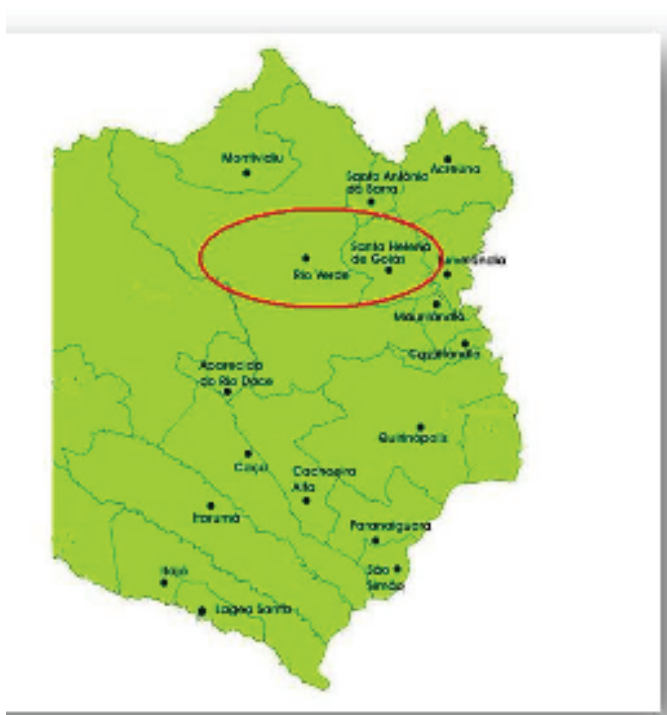 Montividiu
Acreúna
Santo Antônio
da Barra
Santa Helena
de Goiás
Rio Verde
Turvelândia
Maurilândia
Castelândia
Aparecida
do Rio Doce
Quirinópolis
Caçu
Cachoeira
Alta
Itarumã
Paranaiguara
Itajá
São
Simão
Lagoa Santa